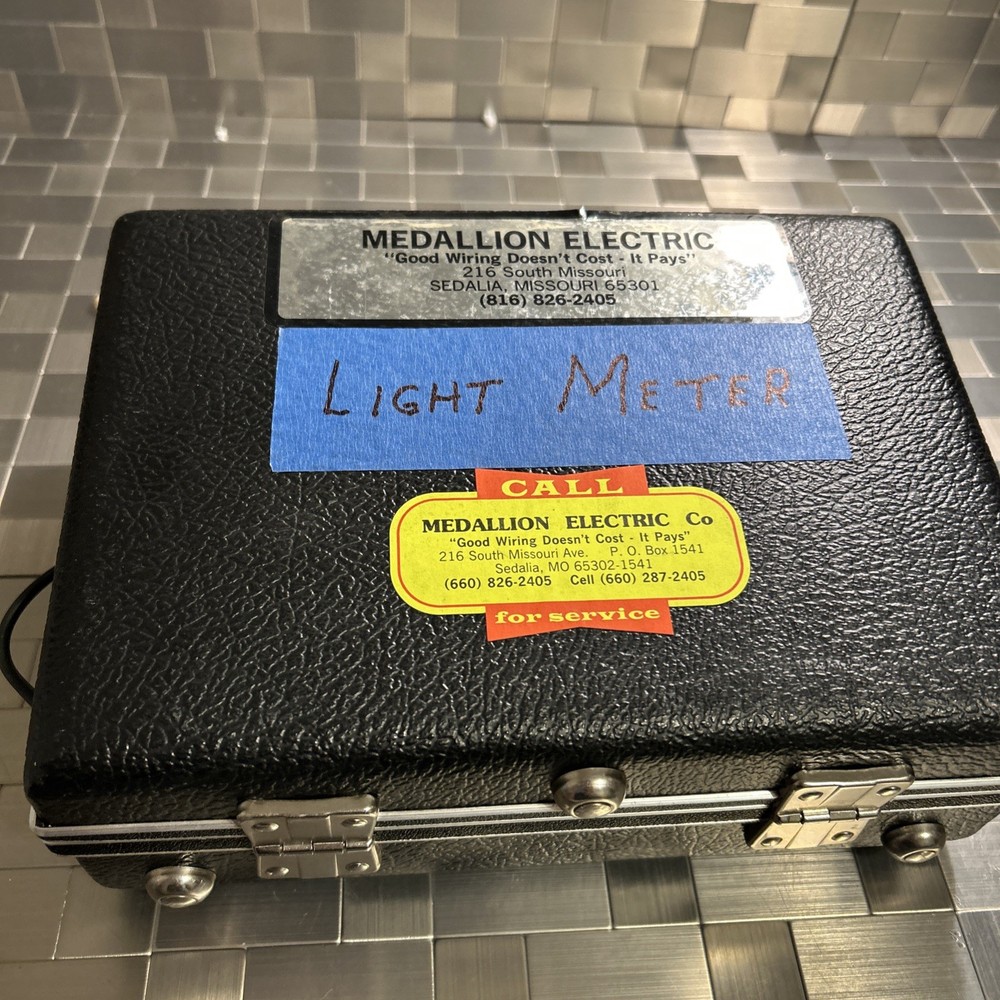 MEDALLION ELECTRIC
"Good Wiring Doesn't Cost - It Pays"
216 South Missouri
SEDALIA, MISSOURI 65301
(816) 826-2405
LIGHT METER
CALL
MEDALLION ELECTRIC Co
"Good Wiring Doesn't Cost - It Pays"
216 South Missouri Ave. P. O. Box 1541
Sedalia, MO 65302-1541
(660) 826-2405 Cell (660) 287-2405
for service